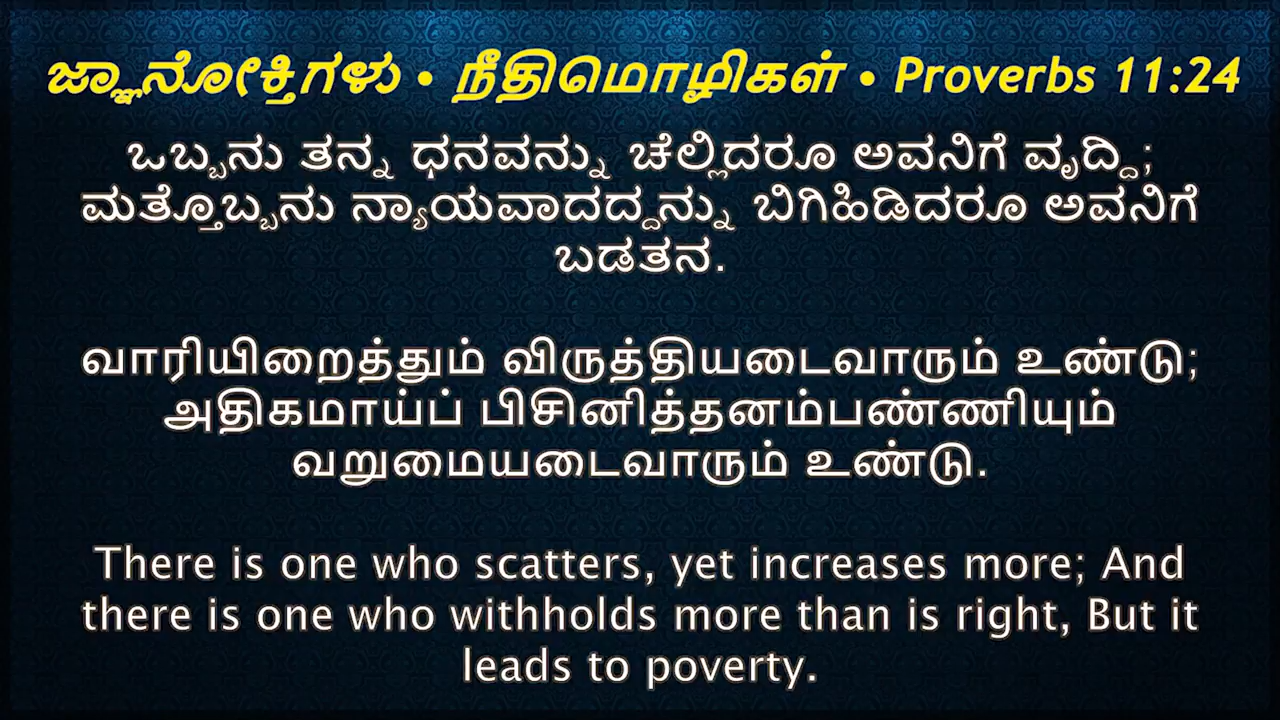 ಜ್ಞಾನೋಕ್ತಿಗಳು • நீதிமொழிகள் • Proverbs 11:24
ಒಬ್ಬನು ತನ್ನ ಧನವನ್ನು ಚೆಲ್ಲಿದರೂ ಅವನಿಗೆ ವೃದ್ದಿ;
ಮತ್ತೊಬ್ಬನು ನ್ಯಾಯವಾದದ್ದನ್ನು ಬಿಗಿಹಿಡಿದರೂ ಅವನಿಗೆ
ಬಡತನ.
வாரியிறைத்தும் விருத்தியடைவாரும் உண்டு;
அதிகமாய்ப் பிசினித்தனம்பண்ணியும்
வறுமையடைவாரும் உண்டு.
There is one who scatters, yet increases more; And
there is one who withholds more than is right, But it
leads to poverty.